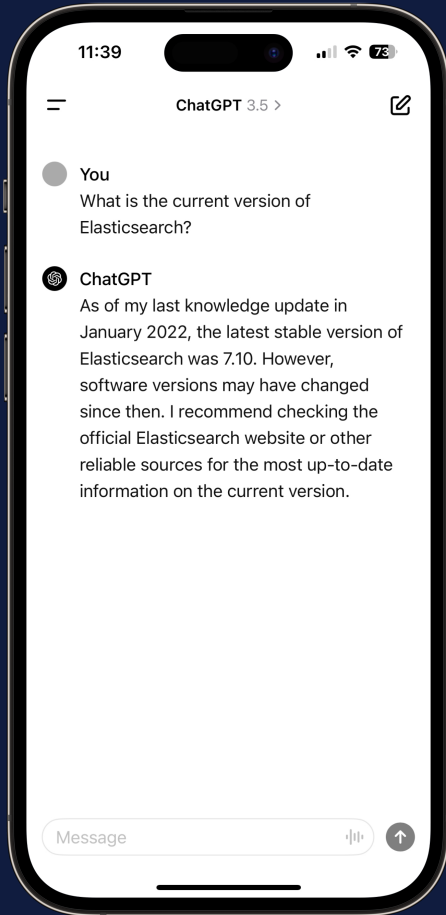 11:39
73
ChatGPT 3.5 >
You
What is the current version of
Elasticsearch?
ChatGPT
As of my last knowledge update in
January 2022, the latest stable version of
Elasticsearch was 7.10. However,
software versions may have changed
since then. I recommend checking the
official Elasticsearch website or other
reliable sources for the most up-to-date
information on the current version.
Message